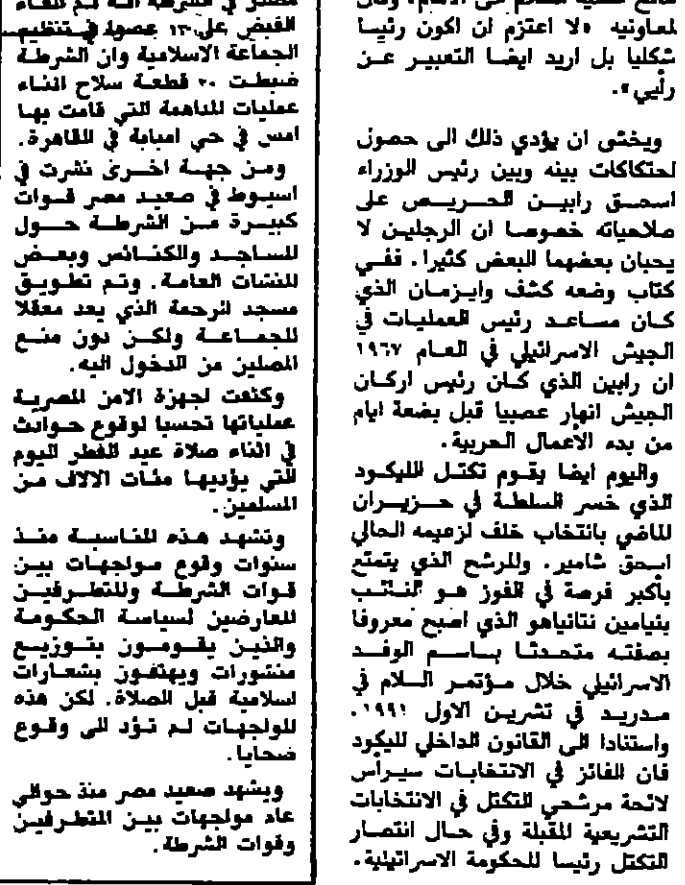 لمعاونيه «لا اعتزم ان اكون رئيسا
شكليا بل اريد ايضا التعبير عن
رأيي».
ويخشى ان يؤدي ذلك الى حصول
احتكاكات بينه وبين رئيس الوزراء
اسحق رابين الحريص على
صلاحياته خصوصا ان الرجلين لا
يحبان بعضهما البعض كثيرا. ففي
كتاب وضعه كشف وايزمان الذي
كان مساعد رئيس العمليات في
الجيش الاسرائيلي في العام ١٩٦٧
ان رابين الذي كان رئيس اركان
الجيش انهار عصبيا قبل بضعة ايام
من بدء الأعمال الحربية.
واليوم ايضا يقوم تكتل الليكود
الذي خسر السلطة في حزيران
الماضي بانتخاب خلف لزعيمه الحالي
اسحق شامير. والمرشح الذي يتمتع
بأكبر فرصة في الفوز هو النائب
بنيامين نتانياهو الذي اصبح معروفا
بصفته متحدثا باسم الوفد
الاسرائيلي خلال مؤتمر السلام في
مدريد في تشرين الاول ١٩٩١.
واستنادا الى القانون الداخلي لليكود
فان الفائز في الانتخابات سيرأس
لائحة مرشحي التكتل في الانتخابات
التشريعية المقبلة وفي حال انتصار
التكتل رئيسا للحكومة الاسرائيلية.
القبض على ١٣٠ عضوا في تنظيم
الجماعة الاسلامية وان الشرطة
ضبطت ٢٠ قطعة سلاح اثناء
عمليات المداهمة التي قامت بها
امس في حي امبابة في القاهرة.
ومن جهة اخرى نشرت في
اسيوط في صعيد مصر قوات
كبيرة من الشرطة حول
المساجد والكنائس وبعض
المنشآت العامة. وتم تطويق
مسجد الرحمة الذي يعد معقلا
للجماعة ولكن دون منع
المصلين من الدخول اليه.
وكثفت اجهزة الامن المصرية
عملياتها تحسبا لوقوع حوادث
في اثناء صلاة عيد الفطر اليوم
التي يؤديها مئات الالاف من
المسلمين.
وتشهد هذه المناسبة منذ
سنوات وقوع مواجهات بين
قوات الشرطة والمتطرفين
المعارضين لسياسة الحكومة
والذين يقومون بتوزيع
منشورات ويهتفون بشعارات
اسلامية قبل الصلاة. لكن هذه
المواجهات لم تؤد الى وقوع
ضحايا.
ويشهد صعيد مصر منذ حوالي
عام مواجهات بين المتطرفين
وقوات الشرطة.